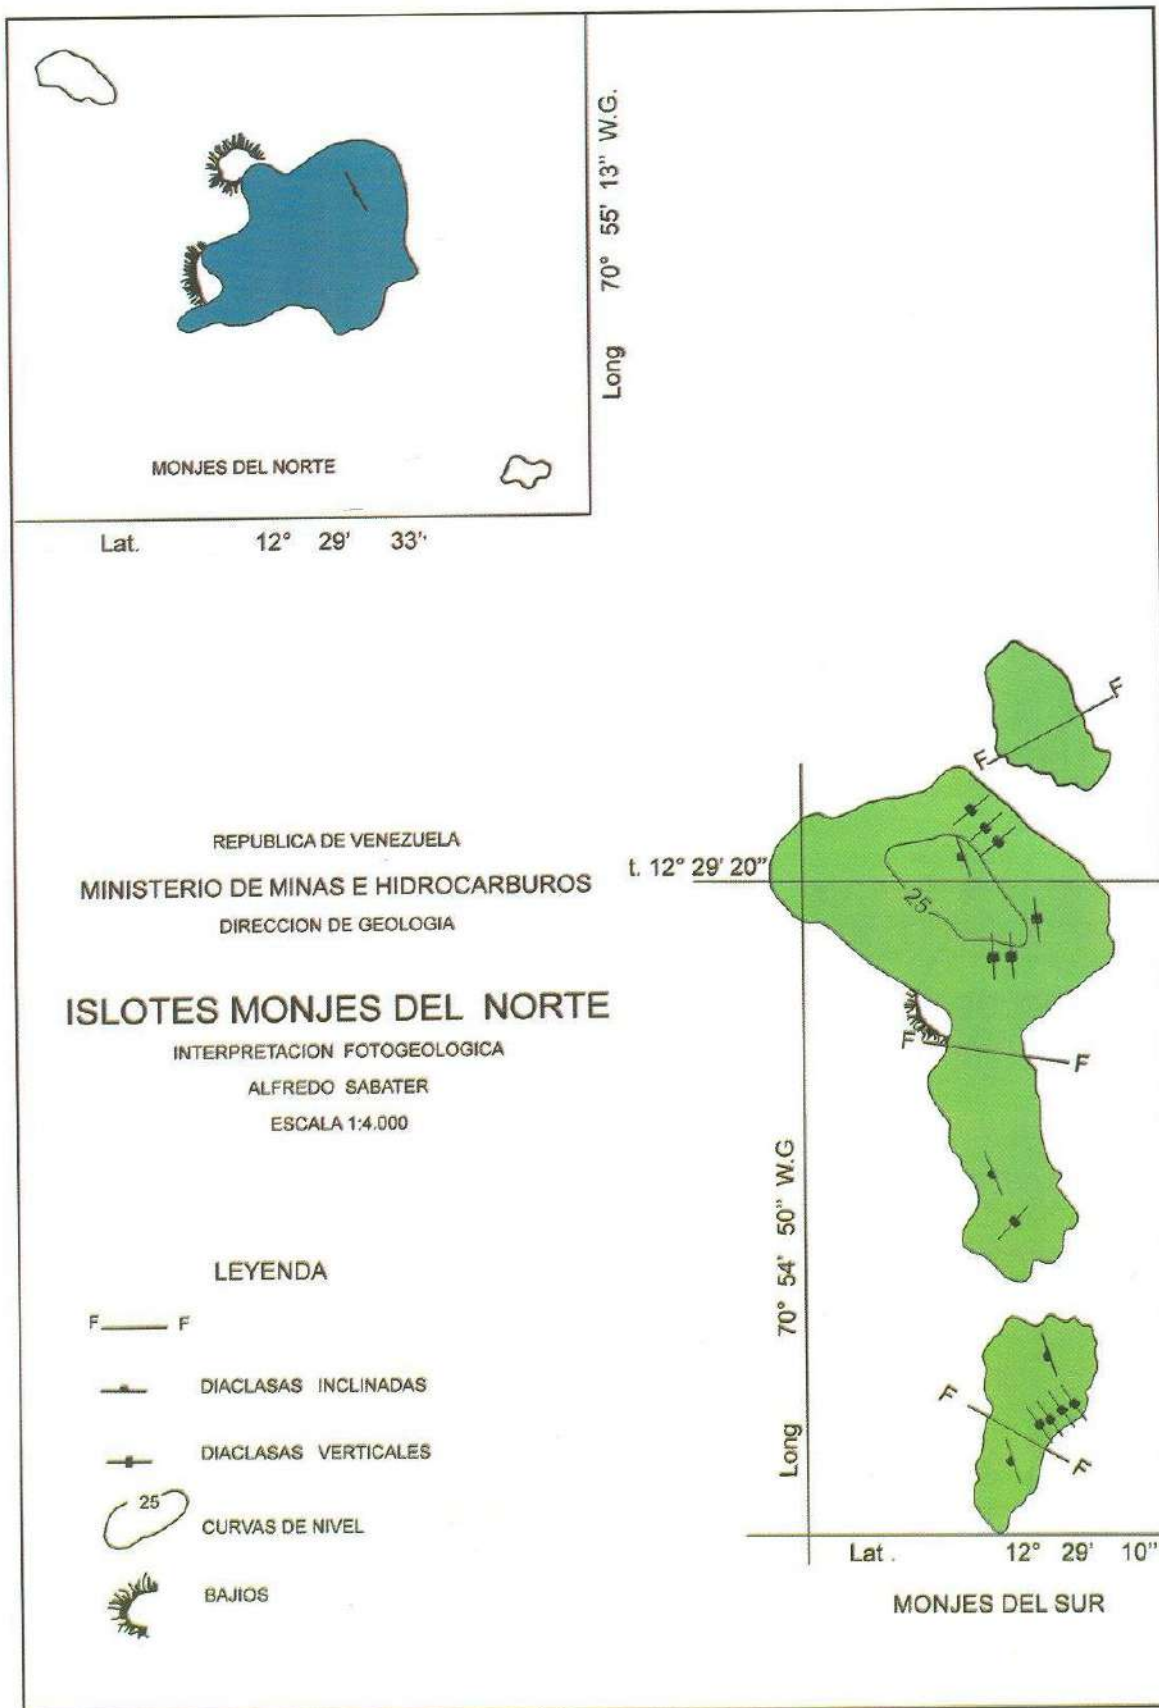 Long 70° 55' 13" W.G.
MONJES DEL NORTE
Lat. 12° 29' 33"
F
F
REPUBLICA DE VENEZUELA
MINISTERIO DE MINAS E HIDROCARBUROS
DIRECCION DE GEOLOGIA
t. 12° 29' 20"
25
ISLOTES MONJES DEL NORTE
INTERPRETACION FOTOGEOLOGICA
ALFREDO SABATER
ESCALA 1:4.000
F
F
Long 70° 54' 50" W.G
LEYENDA
F F
DIACLASAS INCLINADAS
DIACLASAS VERTICALES
25
CURVAS DE NIVEL
BAJIOS
F
F
Lat. 12° 29' 10"
MONJES DEL SUR